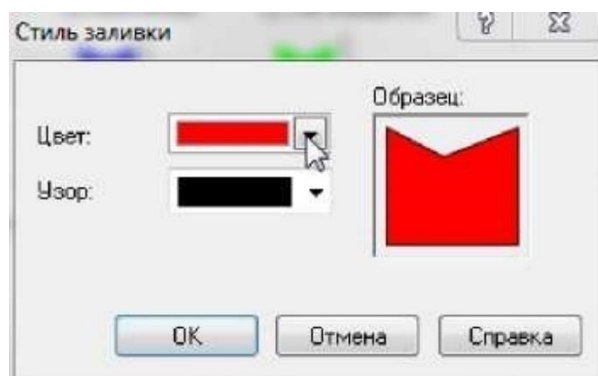 Стиль заливки
Образец:
Цвет:
Узор:
OK
Отмена
Справка